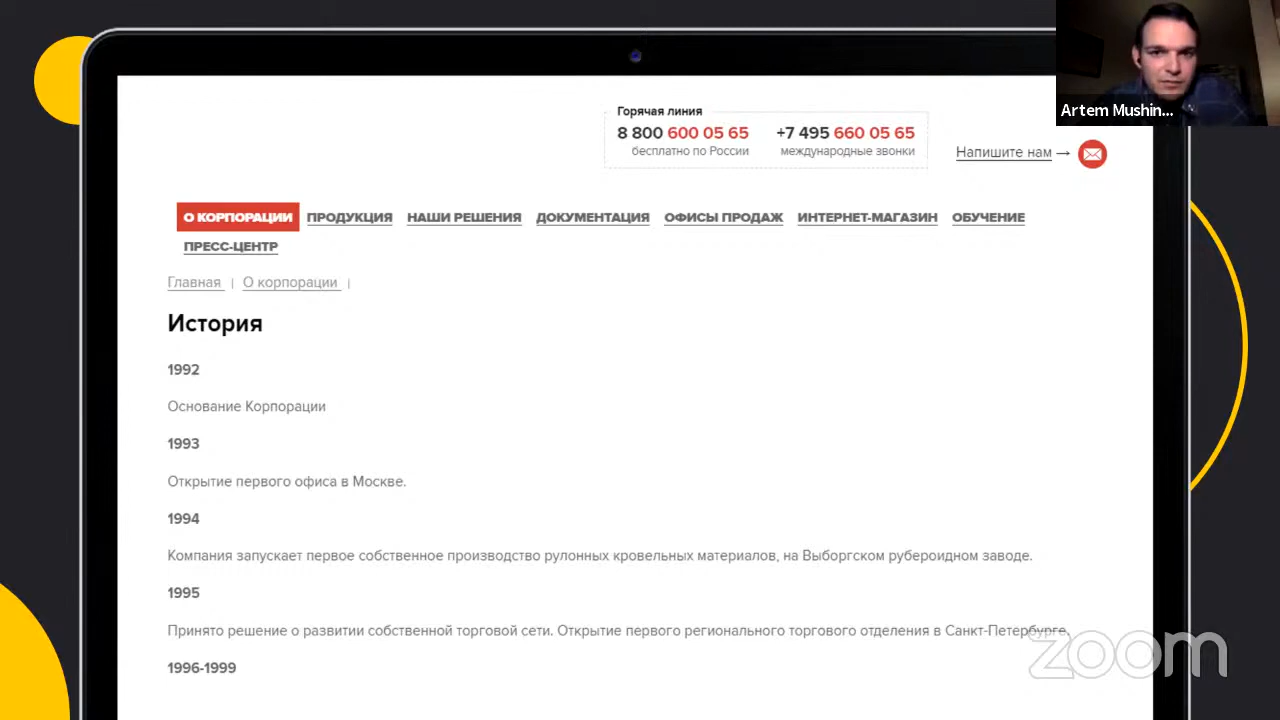 Artem Mushin...
Горячая линия
8 800 600 05 65 +7 495 660 05 65
бесплатно по России международные звонки
Напишите нам →
О КОРПОРАЦИИ ПРОДУКЦИЯ НАШИ РЕШЕНИЯ ДОКУМЕНТАЦИЯ ОФИСЫ ПРОДАЖ ИНТЕРНЕТ-МАГАЗИН ОБУЧЕНИЕ
ПРЕСС-ЦЕНТР
Главная | О корпорации |
История
1992
Основание Корпорации
1993
Открытие первого офиса в Москве.
1994
Компания запускает первое собственное производство рулонных кровельных материалов, на Выборгском рубероидном заводе.
1995
Принято решение о развитии собственной торговой сети. Открытие первого регионального торгового отделения в Санкт-Петербурге.
zoom
1996-1999